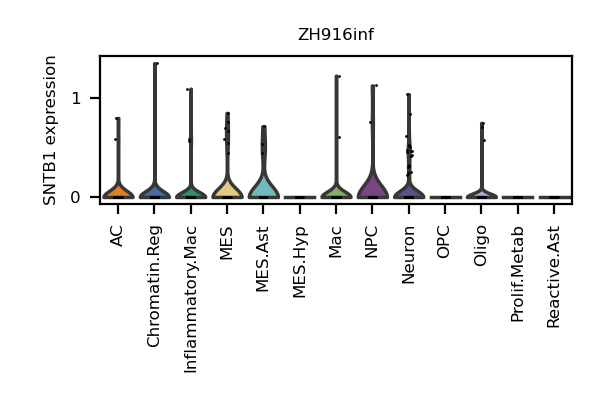 ZH916inf
SNTB1 expression
1
0
AC
Chromatin.Reg
Inflammatory.Mac
MES
MES.Ast
MES.Hyp
Mac
NPC
Neuron
OPC
Oligo
Prolif.Metab
Reactive.Ast